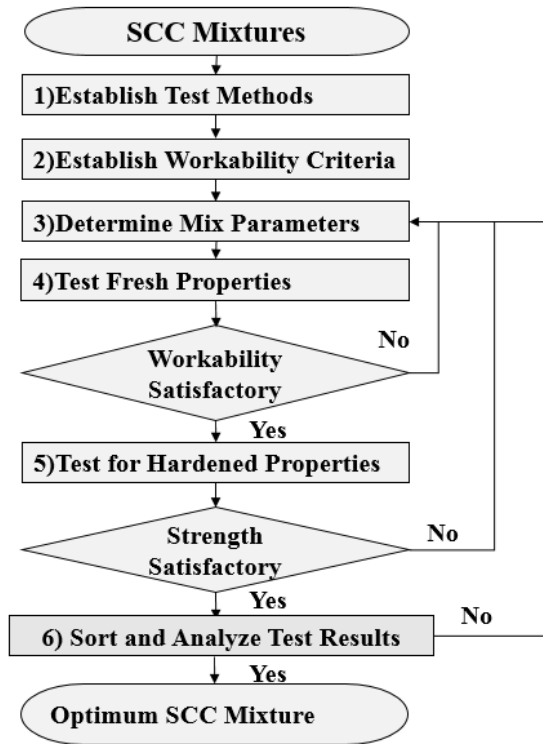 SCC Mixtures
1)Establish Test Methods
2)Establish Workability Criteria
3)Determine Mix Parameters
4)Test Fresh Properties
No
Workability
Satisfactory
Yes
5)Test for Hardened Properties
Strength
No
Satisfactory
Yes
6) Sort and Analyze Test Results
No
Yes
Optimum SCC Mixture